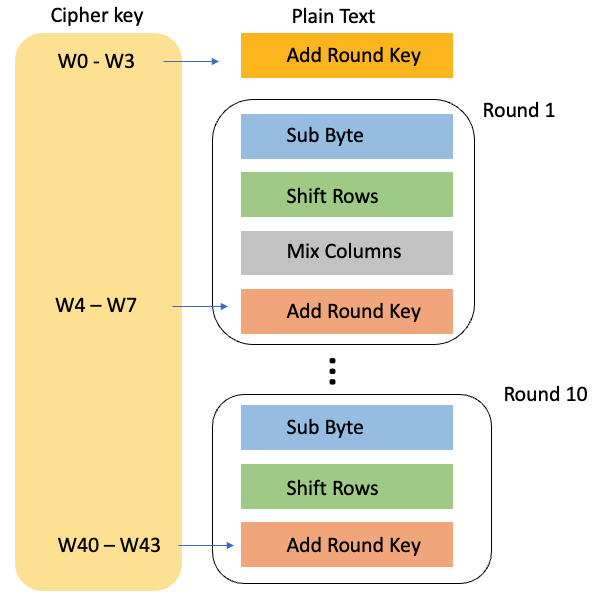 Cipher key
Plain Text
W0 - W3
Add Round Key
Round 1
Sub Byte
Shift Rows
Mix Columns
W4 – W7
Add Round Key
Round 10
Sub Byte
Shift Rows
W40 – W43
Add Round Key